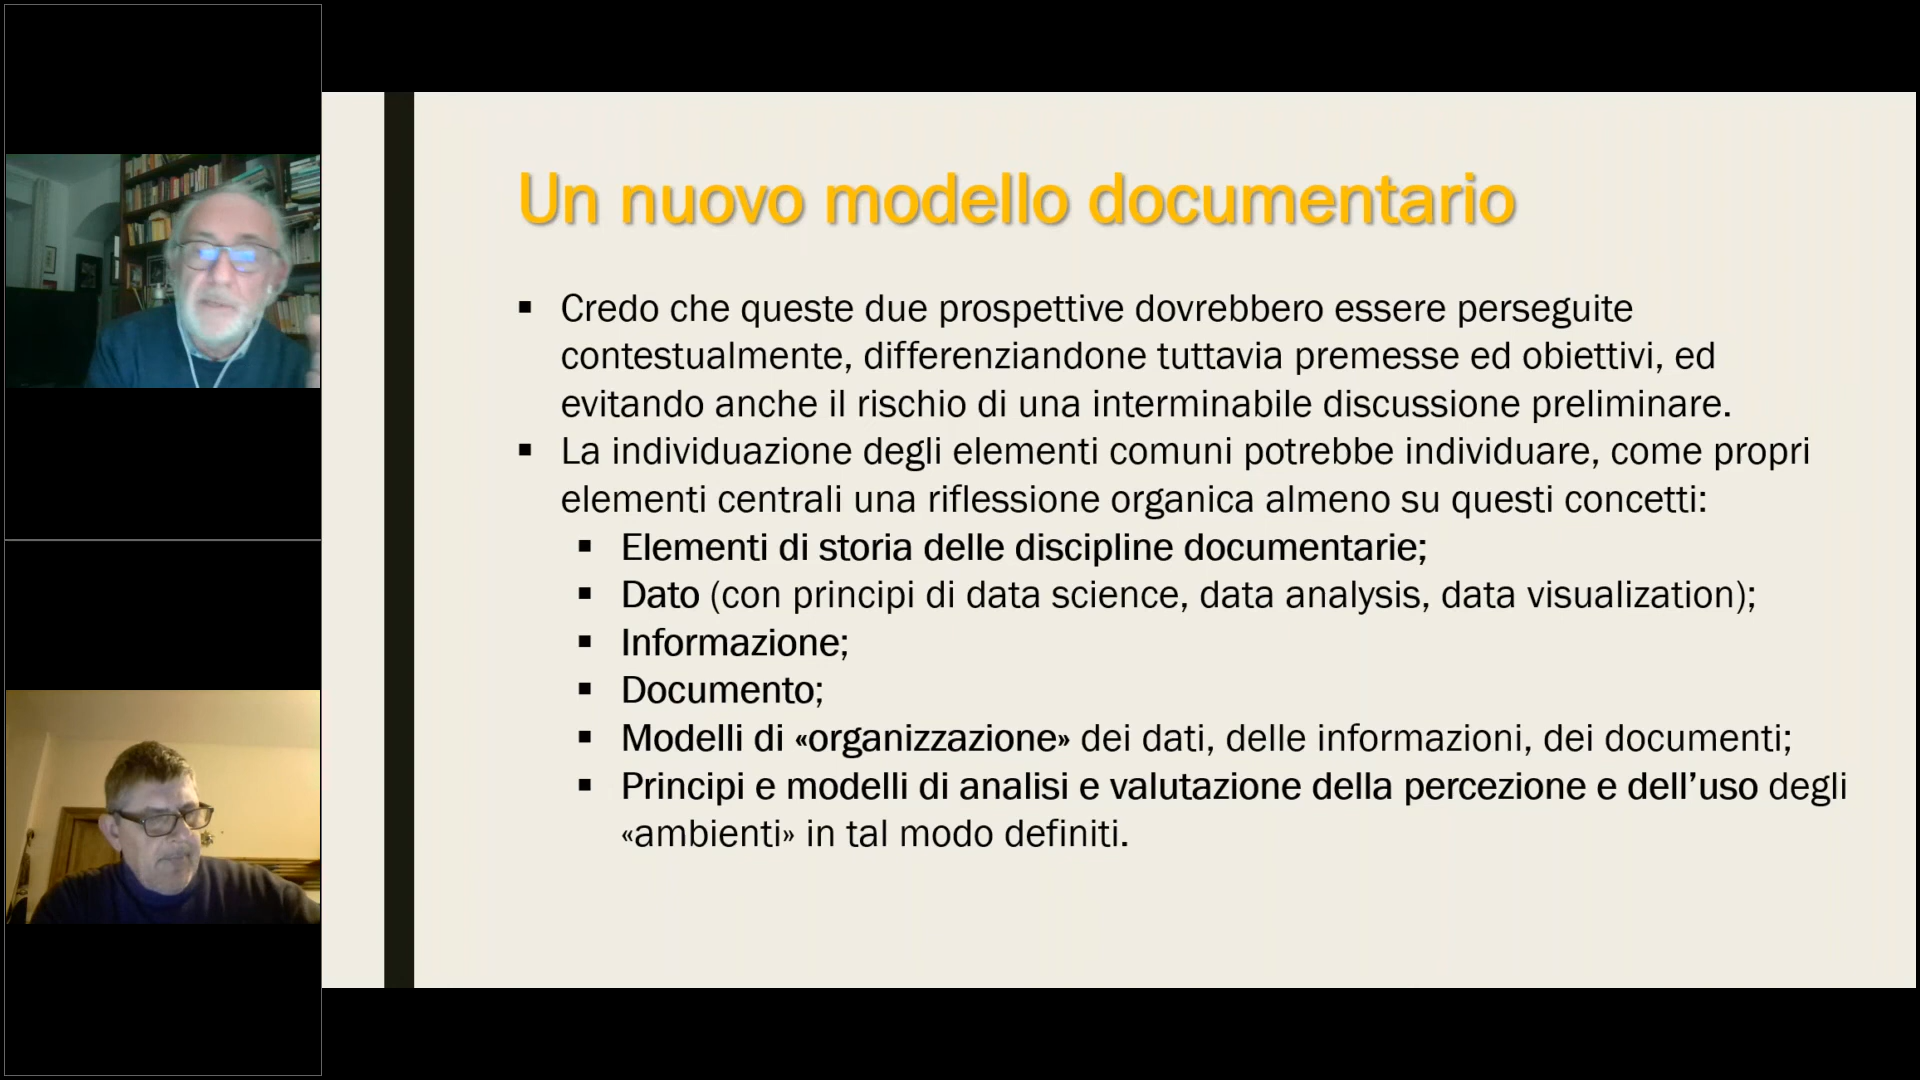 Un nuovo modello documentario
▪ Credo che queste due prospettive dovrebbero essere perseguite
contestualmente, differenziandone tuttavia premesse ed obiettivi, ed
evitando anche il rischio di una interminabile discussione preliminare.
▪ La individuazione degli elementi comuni potrebbe individuare, come propri
elementi centrali una riflessione organica almeno su questi concetti:
▪ Elementi di storia delle discipline documentarie;
▪ Dato (con principi di data science, data analysis, data visualization);
▪ Informazione;
▪ Documento;
▪ Modelli di «organizzazione» dei dati, delle informazioni, dei documenti;
▪ Principi e modelli di analisi e valutazione della percezione e dell’uso degli
«ambienti» in tal modo definiti.